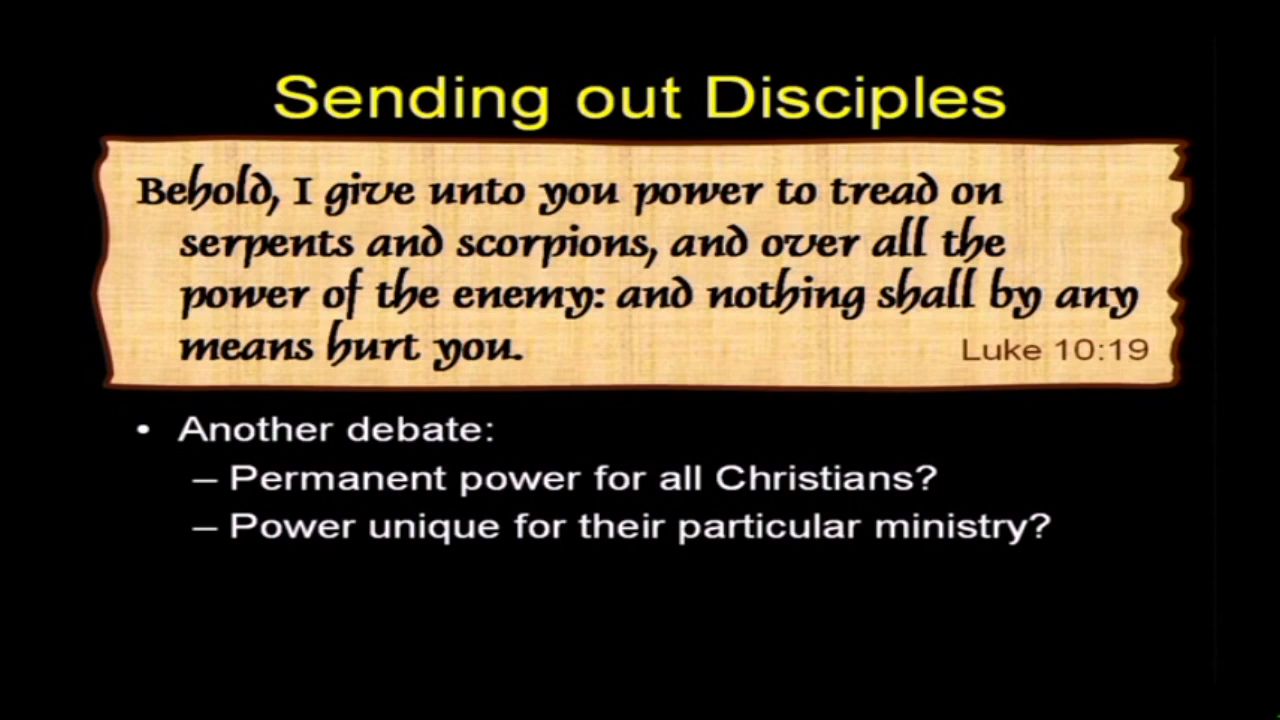 Sending out Disciples
Behold, I give unto you power to tread on
serpents and scorpions, and over all the
power of the enemy: and nothing shall by any
means hurt you.
Luke 10:19
• Another debate:
– Permanent power for all Christians?
– Power unique for their particular ministry?